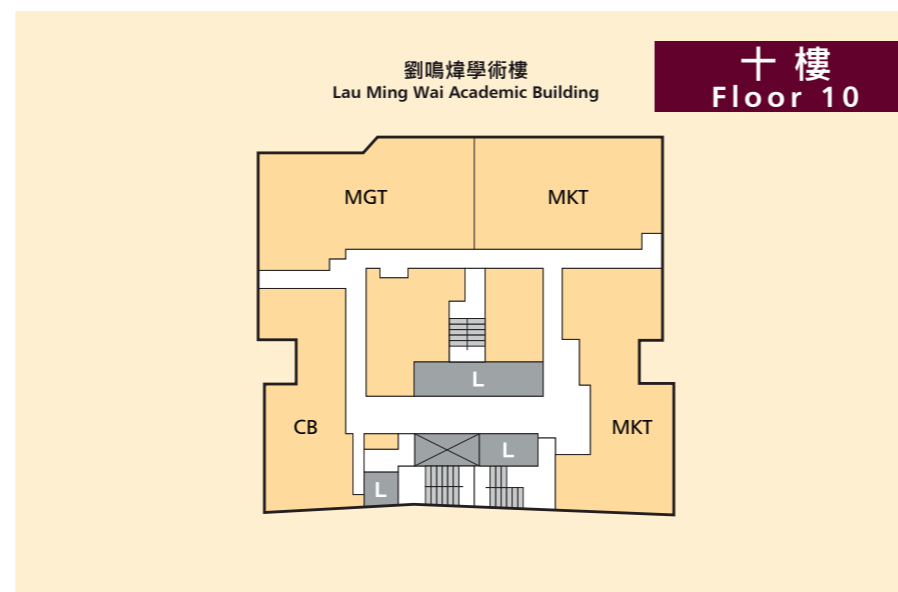 十樓
Floor 10
劉鳴煒學術樓
Lau Ming Wai Academic Building
MGT
MKT
L
CB
MKT
L
L